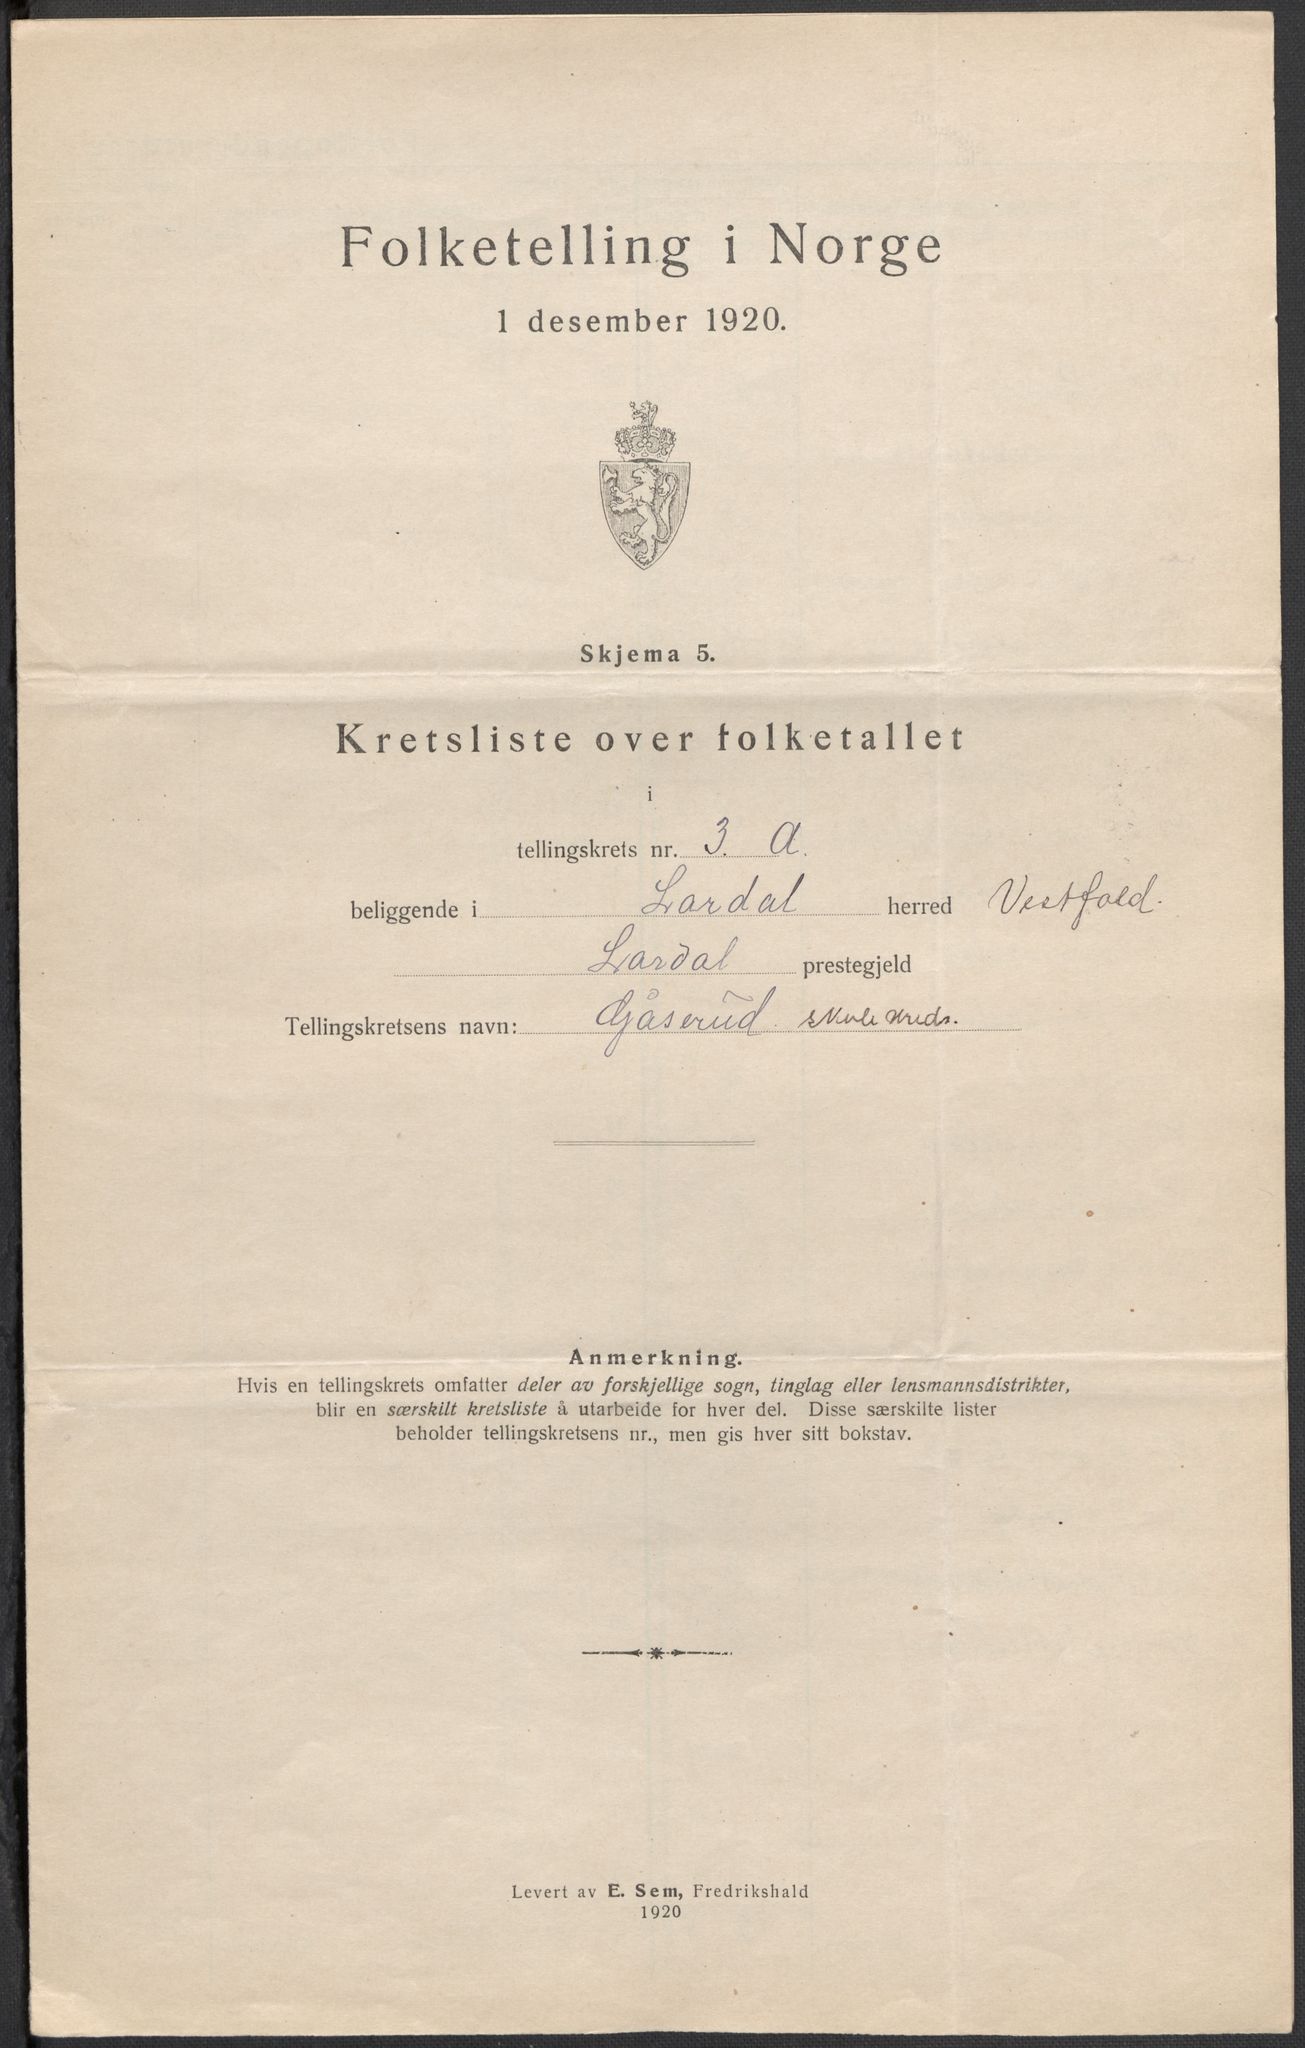 Folketelling i Norge
1 desember 1920.
Skjema 5.
Kretsliste over folketallet
i
tellingskrets nr. 3. A.
beliggende i Lardal herred Vestfold.
Lardal prestegjeld
Tellingskretsens navn: Gåserud skolekreds.
Anmerkning.
Hvis en tellingskrets omfatter deler av forskjellige sogn, tinglag eller lensmannsdistrikter,
blir en særskilt kretsliste å utarbeide for hver del. Disse særskilte lister
beholder tellingskretsens nr., men gis hver sitt bokstav.
Levert av E. Sem, Fredrikshald
1920